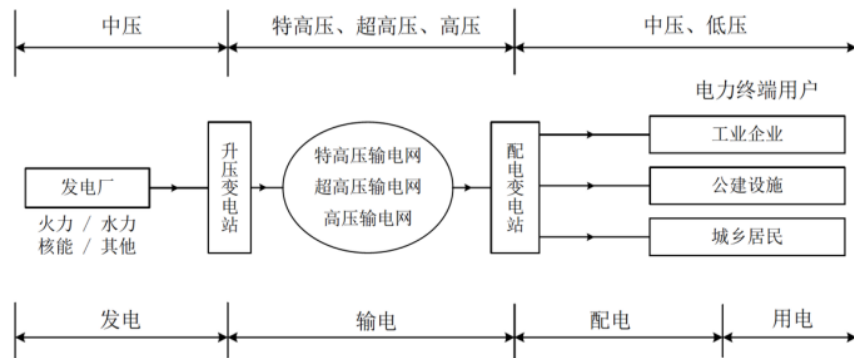 中压
特高压、超高压、高压
中压、低压
电力终端用户
发电厂
火力 / 水力
核能 / 其他
升压变电站
特高压输电网
超高压输电网
高压输电网
配电变电站
工业企业
公建设施
城乡居民
发电
输电
配电
用电